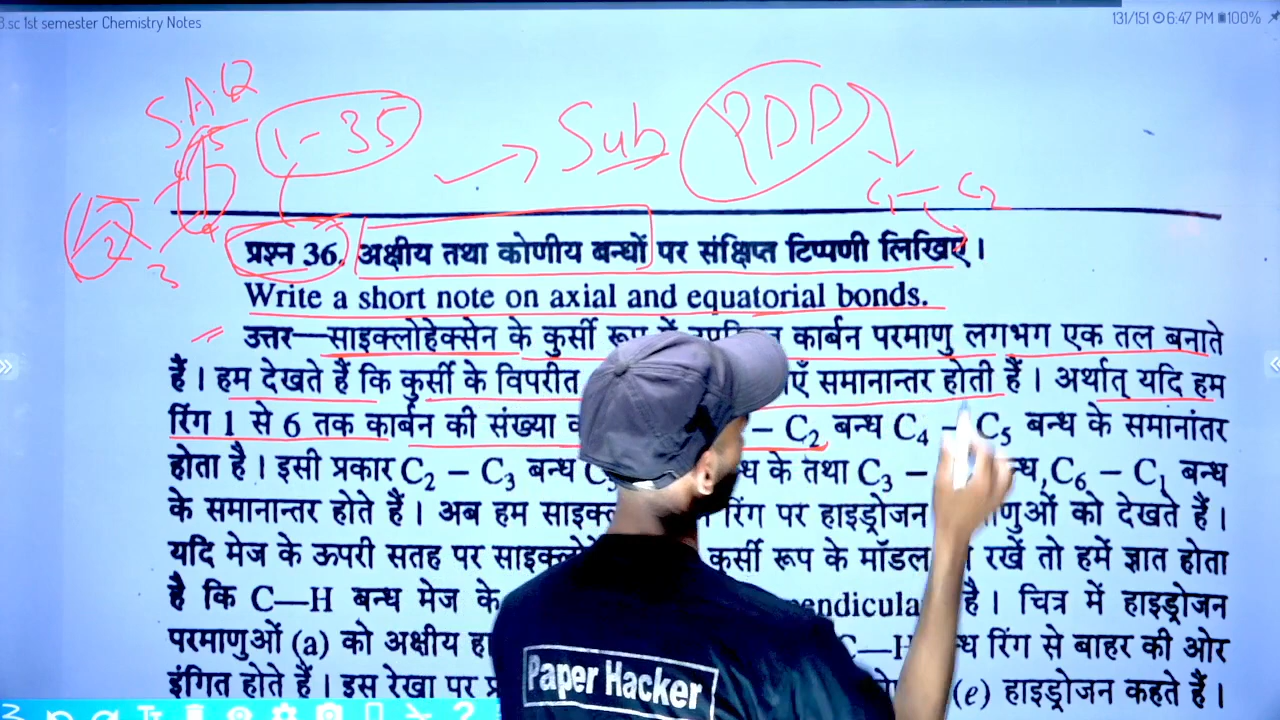 B.sc 1st semester Chemistry Notes
131/151 6:47 PM 100%
S.A.Q
1-35
Sub
PDD
C₁ - C₂
प्रश्न 36. अक्षीय तथा कोणीय बन्धों पर संक्षिप्त टिप्पणी लिखिए।
Write a short note on axial and equatorial bonds.
उत्तर—साइक्लोहेक्सेन के कुर्सी कार्बन परमाणु लगभग एक तल बनाते
हैं। हम देखते हैं कि कुर्सी के विपरीत समानान्तर होती हैं। अर्थात् यदि हम
रिंग 1 से 6 तक कार्बन की संख्या – C₂ बन्ध C₄ – C₅ बन्ध के समांनांतर
होता है। इसी प्रकार C₂ – C₃ बन्ध के तथा C₃ – C₆ – C₁ बन्ध
के समानान्तर होते हैं। अब हम रिंग पर हाइड्रोजन को देखते हैं।
यदि मेज के ऊपरी सतह पर कुर्सी रूप के मॉडल रखें तो हमें ज्ञात होता
है कि C—H बन्ध मेज के है। चित्र में हाइड्रोजन
परमाणुओं (a) को अक्षीय रिंग से बाहर की ओर
इंगित होते हैं। इस रेखा पर (e) हाइड्रोजन कहते हैं।
Paper Hacker